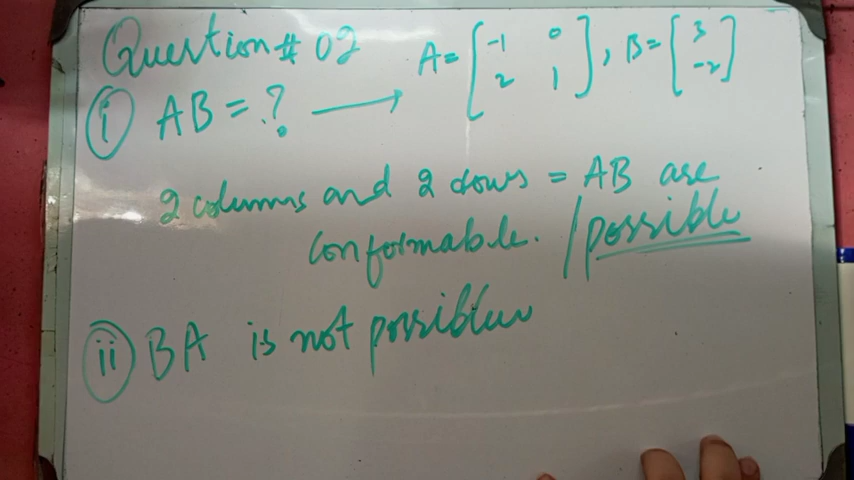 Question # 02
A = [-1 0 2 1], B = [3 -2]
(i) AB = ? →
2 columns and 2 rows = AB are
conformable. / possible
(ii) BA is not possible